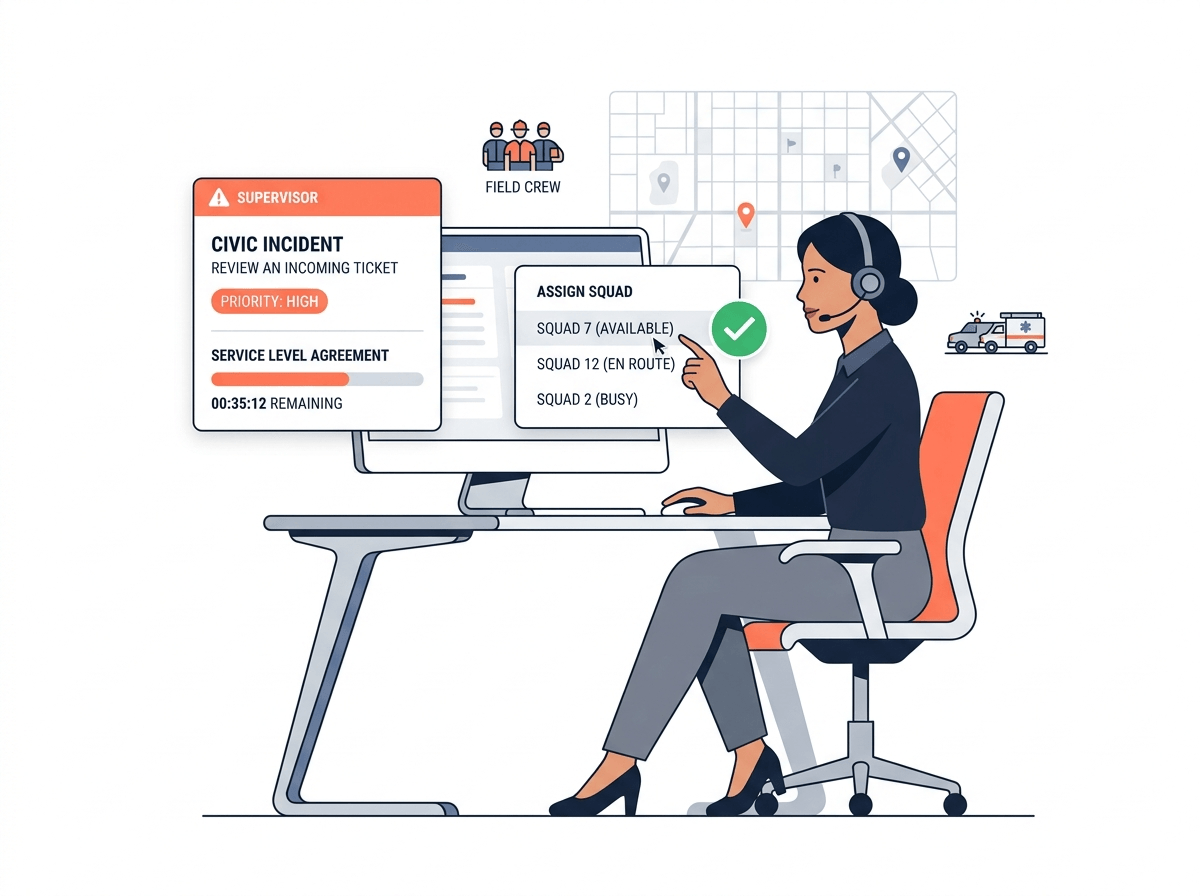 FIELD CREW
SUPERVISOR
CIVIC INCIDENT
REVIEW AN INCOMING TICKET
PRIORITY: HIGH
SERVICE LEVEL AGREEMENT
00:35:12 REMAINING
ASSIGN SQUAD
SQUAD 7 (AVAILABLE)
SQUAD 12 (EN ROUTE)
SQUAD 2 (BUSY)